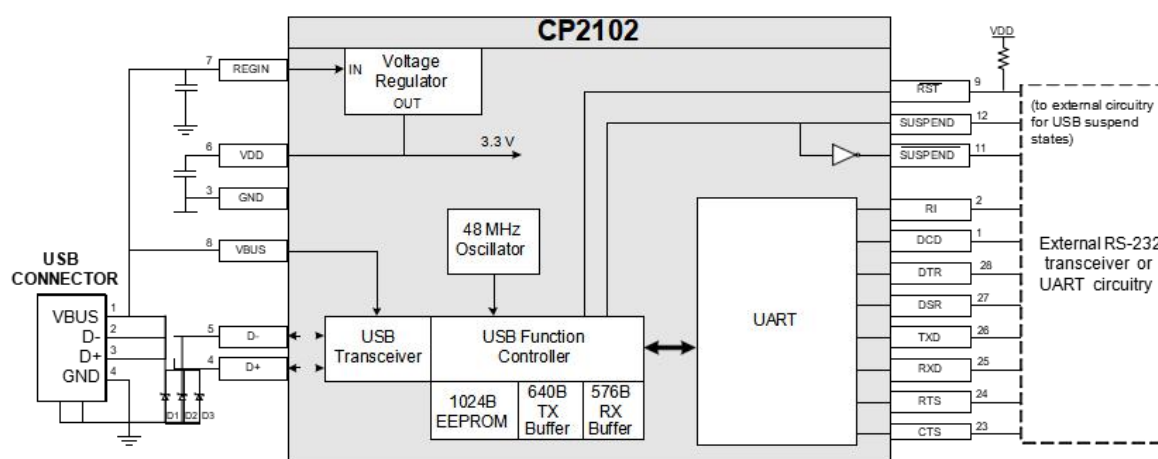 CP2102
7
REGIN
IN
Voltage
Regulator
OUT
6
VDD
3.3 V
3
GND
8
VBUS
48 MHz
Oscillator
USB
CONNECTOR
VBUS
D-
D+
GND
1
2
3
4
5
D-
4
D+
D1
D2
D3
USB
Transceiver
USB Function
Controller
1024B
EEPROM
640B
TX
Buffer
576B
RX
Buffer
UART
VDD
RST
9
SUSPEND
12
SUSPEND
11
RI
2
DCD
1
DTR
28
DSR
27
TXD
26
RXD
25
RTS
24
CTS
23
(to external circuitry
for USB suspend
states)
External RS-232
transceiver or
UART circuitry